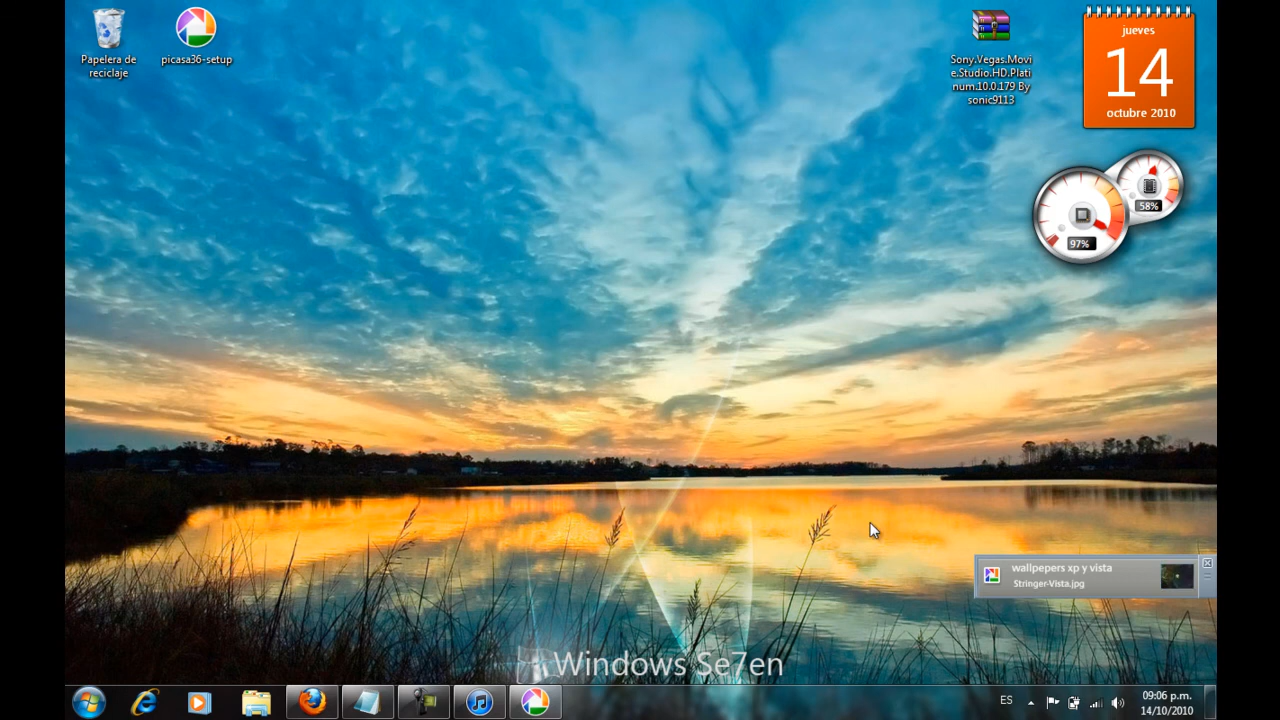 Papelera de
reciclaje
picasa36-setup
Sony.Vegas.Movi
e.Studio.HD.Plati
num.10.0.179 By
sonic9113
jueves
14
octubre 2010
58%
97%
wallpepers xp y vista
Stringer-Vista.jpg
Windows Se7en
ES
09:06 p.m.
14/10/2010